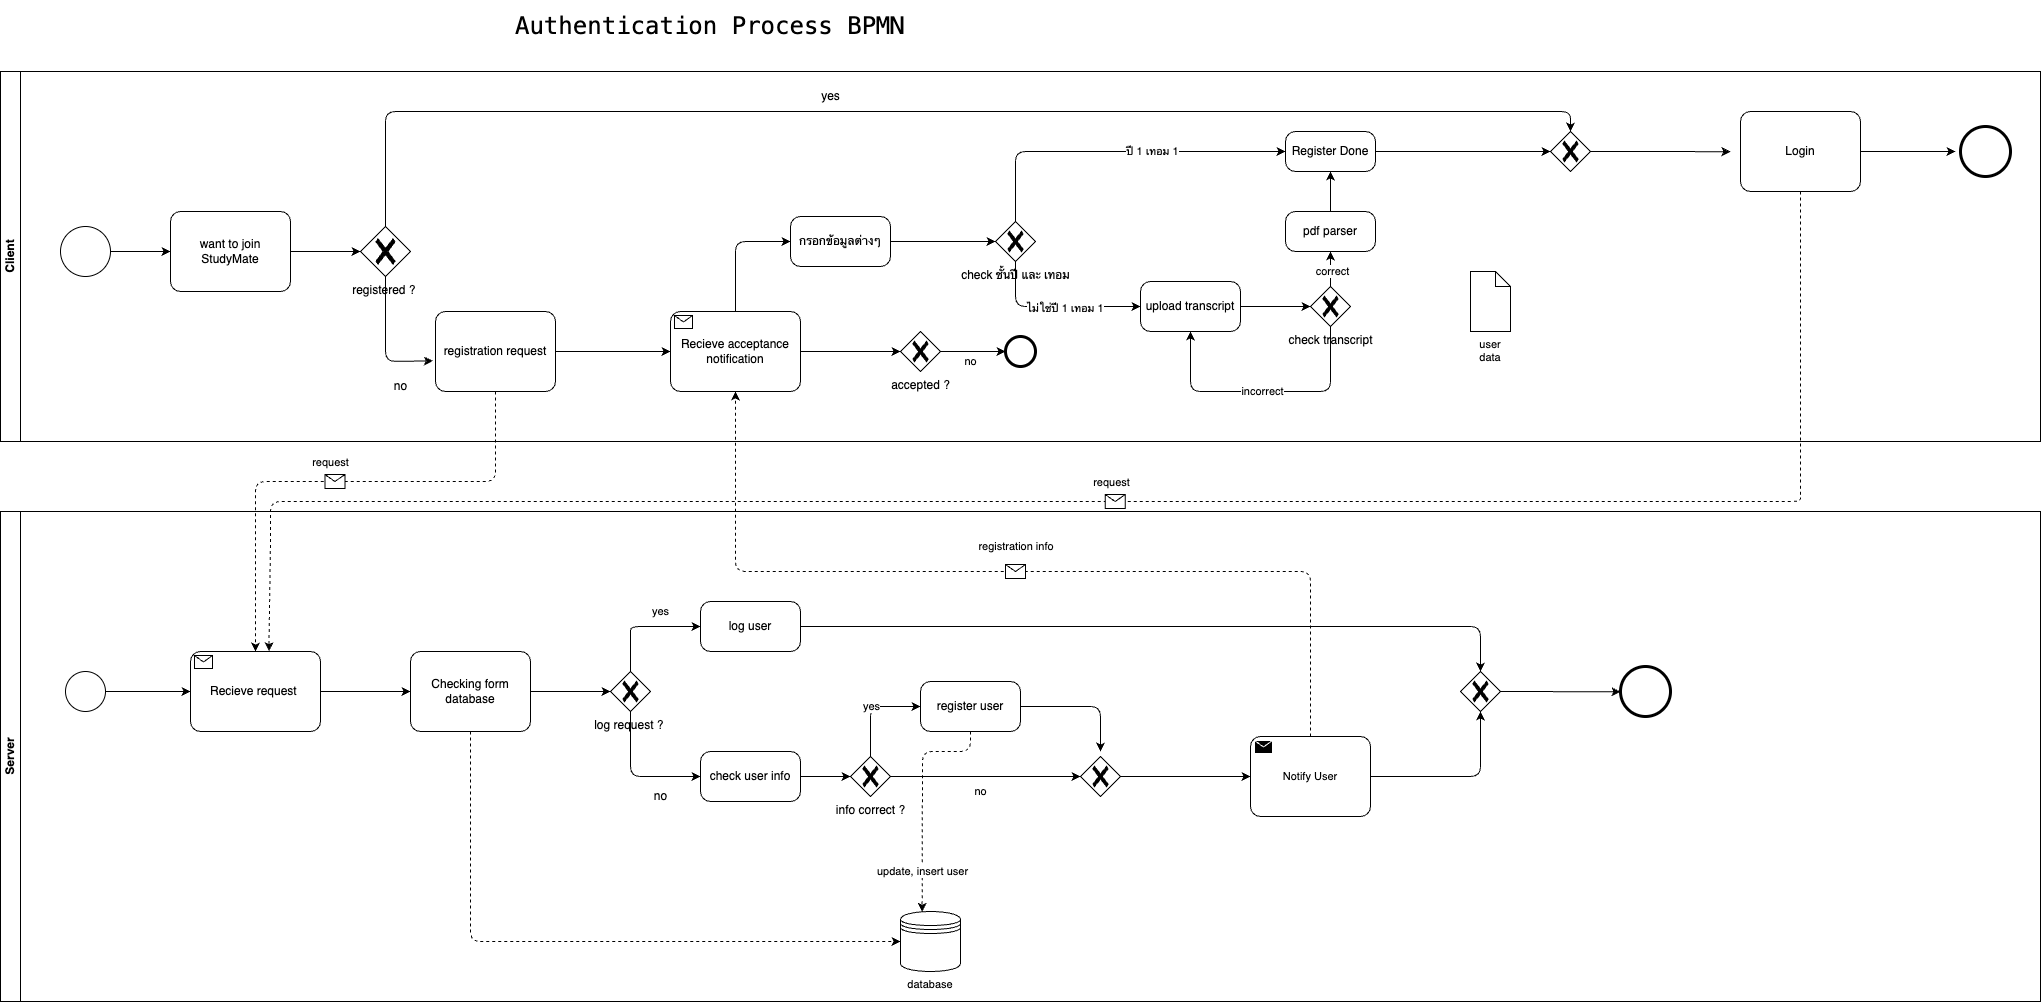 Authentication Process BPMN
Client
yes
want to join
StudyMate
registered ?
no
registration request
Recieve acceptance
notification
กรอกข้อมูลต่างๆ
accepted ?
no
check ชั้นปี และ เทอม
ปี 1 เทอม 1
ไม่ใช่ปี 1 เทอม 1
upload transcript
Register Done
pdf parser
correct
check transcript
incorrect
user
data
Login
request
request
Server
registration info
Recieve request
Checking form
database
yes
log user
log request ?
no
check user info
yes
register user
info correct ?
no
Notify User
update, insert user
database